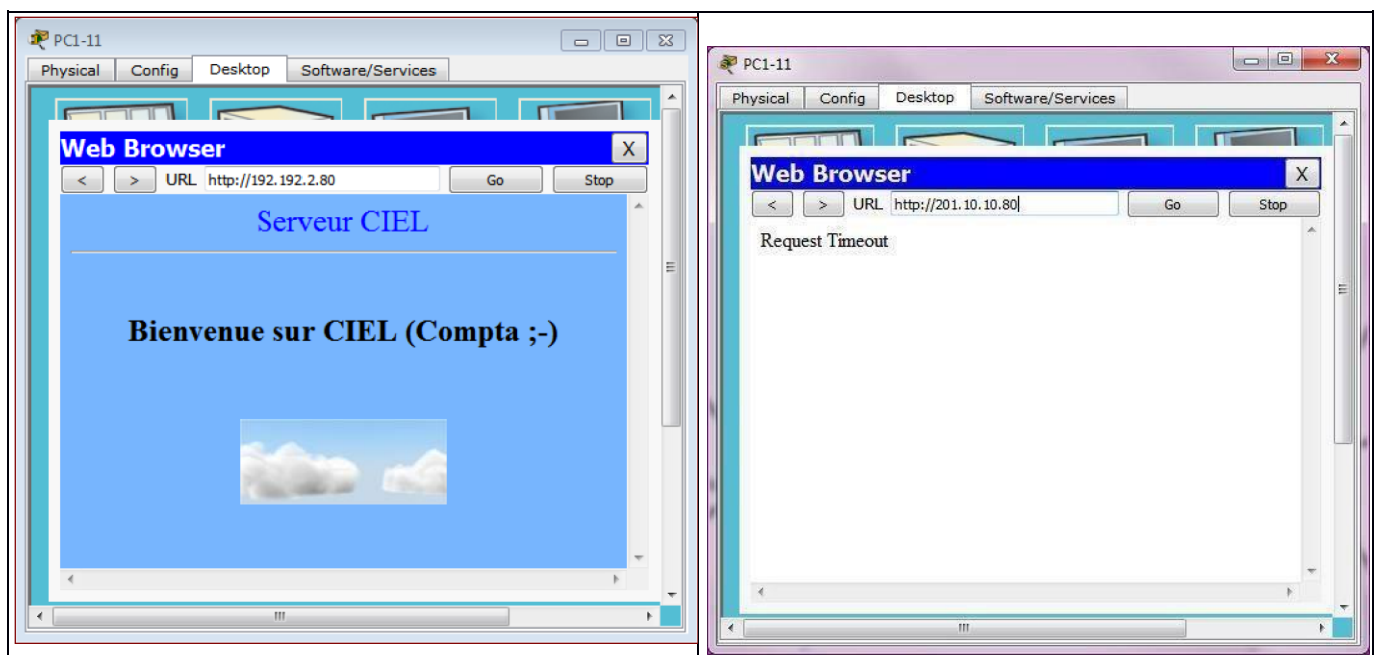 PC1-11
Physical Config Desktop Software/Services
Web Browser X
< > URL http://192.192.2.80 Go Stop
Serveur CIEL
Bienvenue sur CIEL (Compta ;-)
PC1-11
Physical Config Desktop Software/Services
Web Browser X
< > URL http://201.10.10.80 Go Stop
Request Timeout